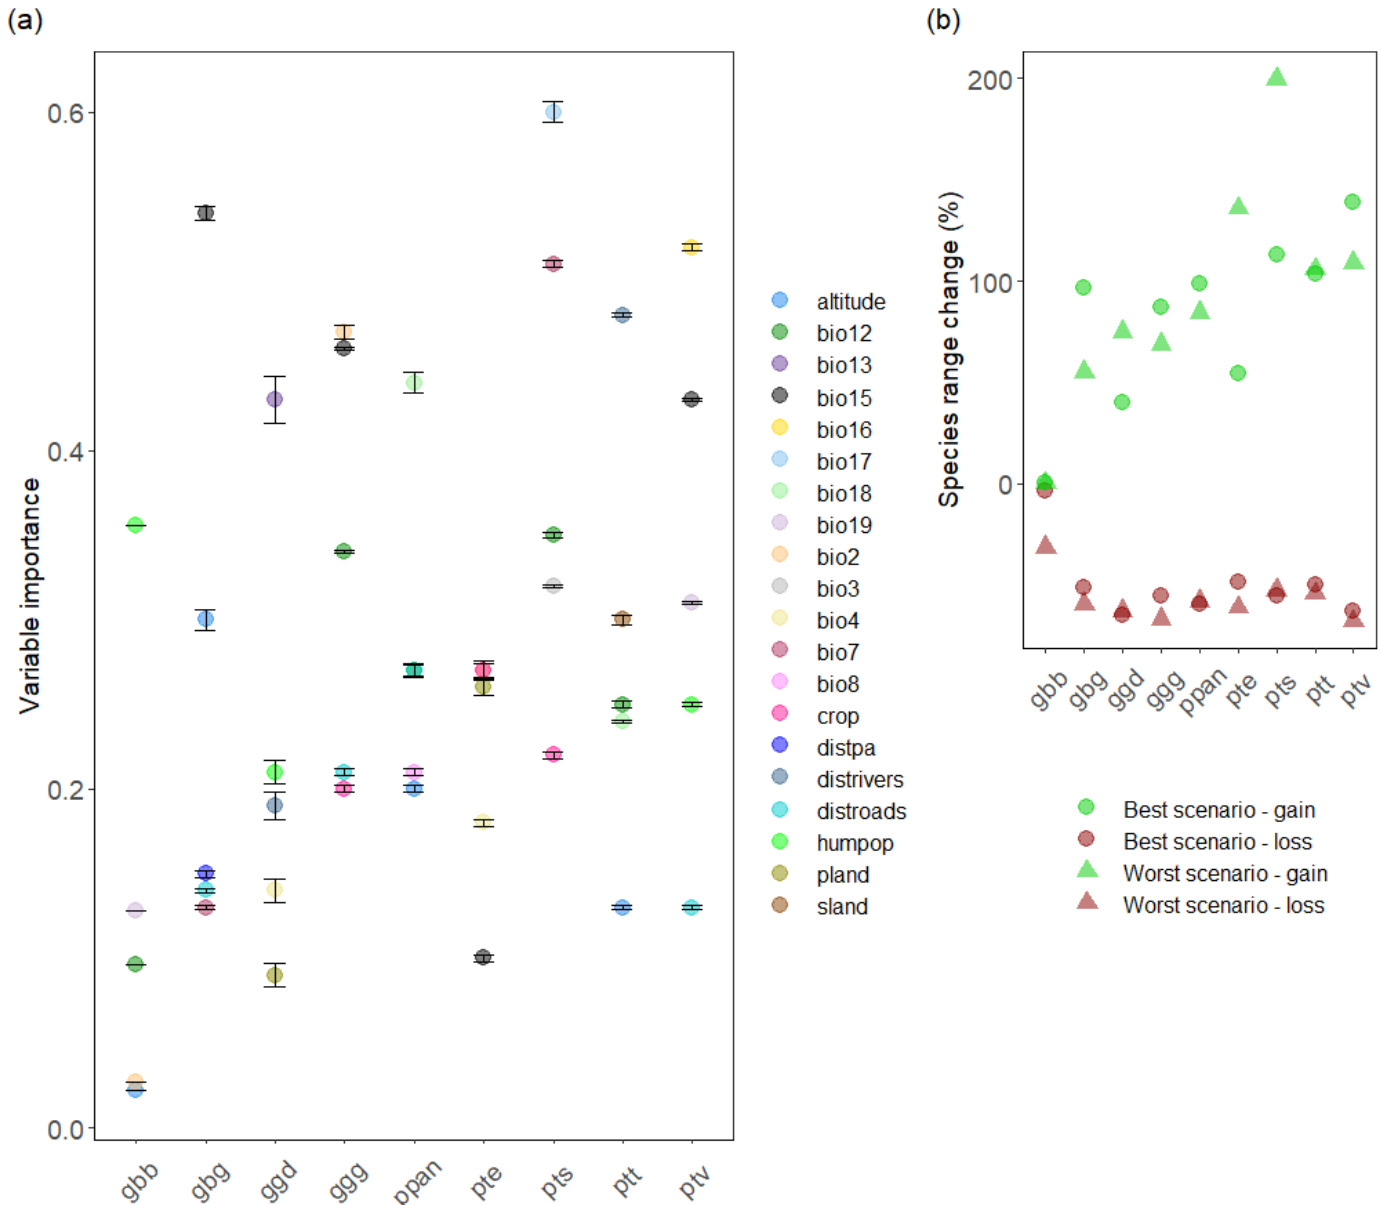 (a)
Variable importance
0.6
0.4
0.2
0.0
gbb
gbg
ggd
ggg
ppan
pte
pts
ptt
ptv
altitude
bio12
bio13
bio15
bio16
bio17
bio18
bio19
bio2
bio3
bio4
bio7
bio8
crop
distpa
distrivers
distroads
humpop
pland
sland
(b)
Species range change (%)
200
100
0
gbb
gbg
ggd
ggg
ppan
pte
pts
ptt
ptv
Best scenario - gain
Best scenario - loss
Worst scenario - gain
Worst scenario - loss